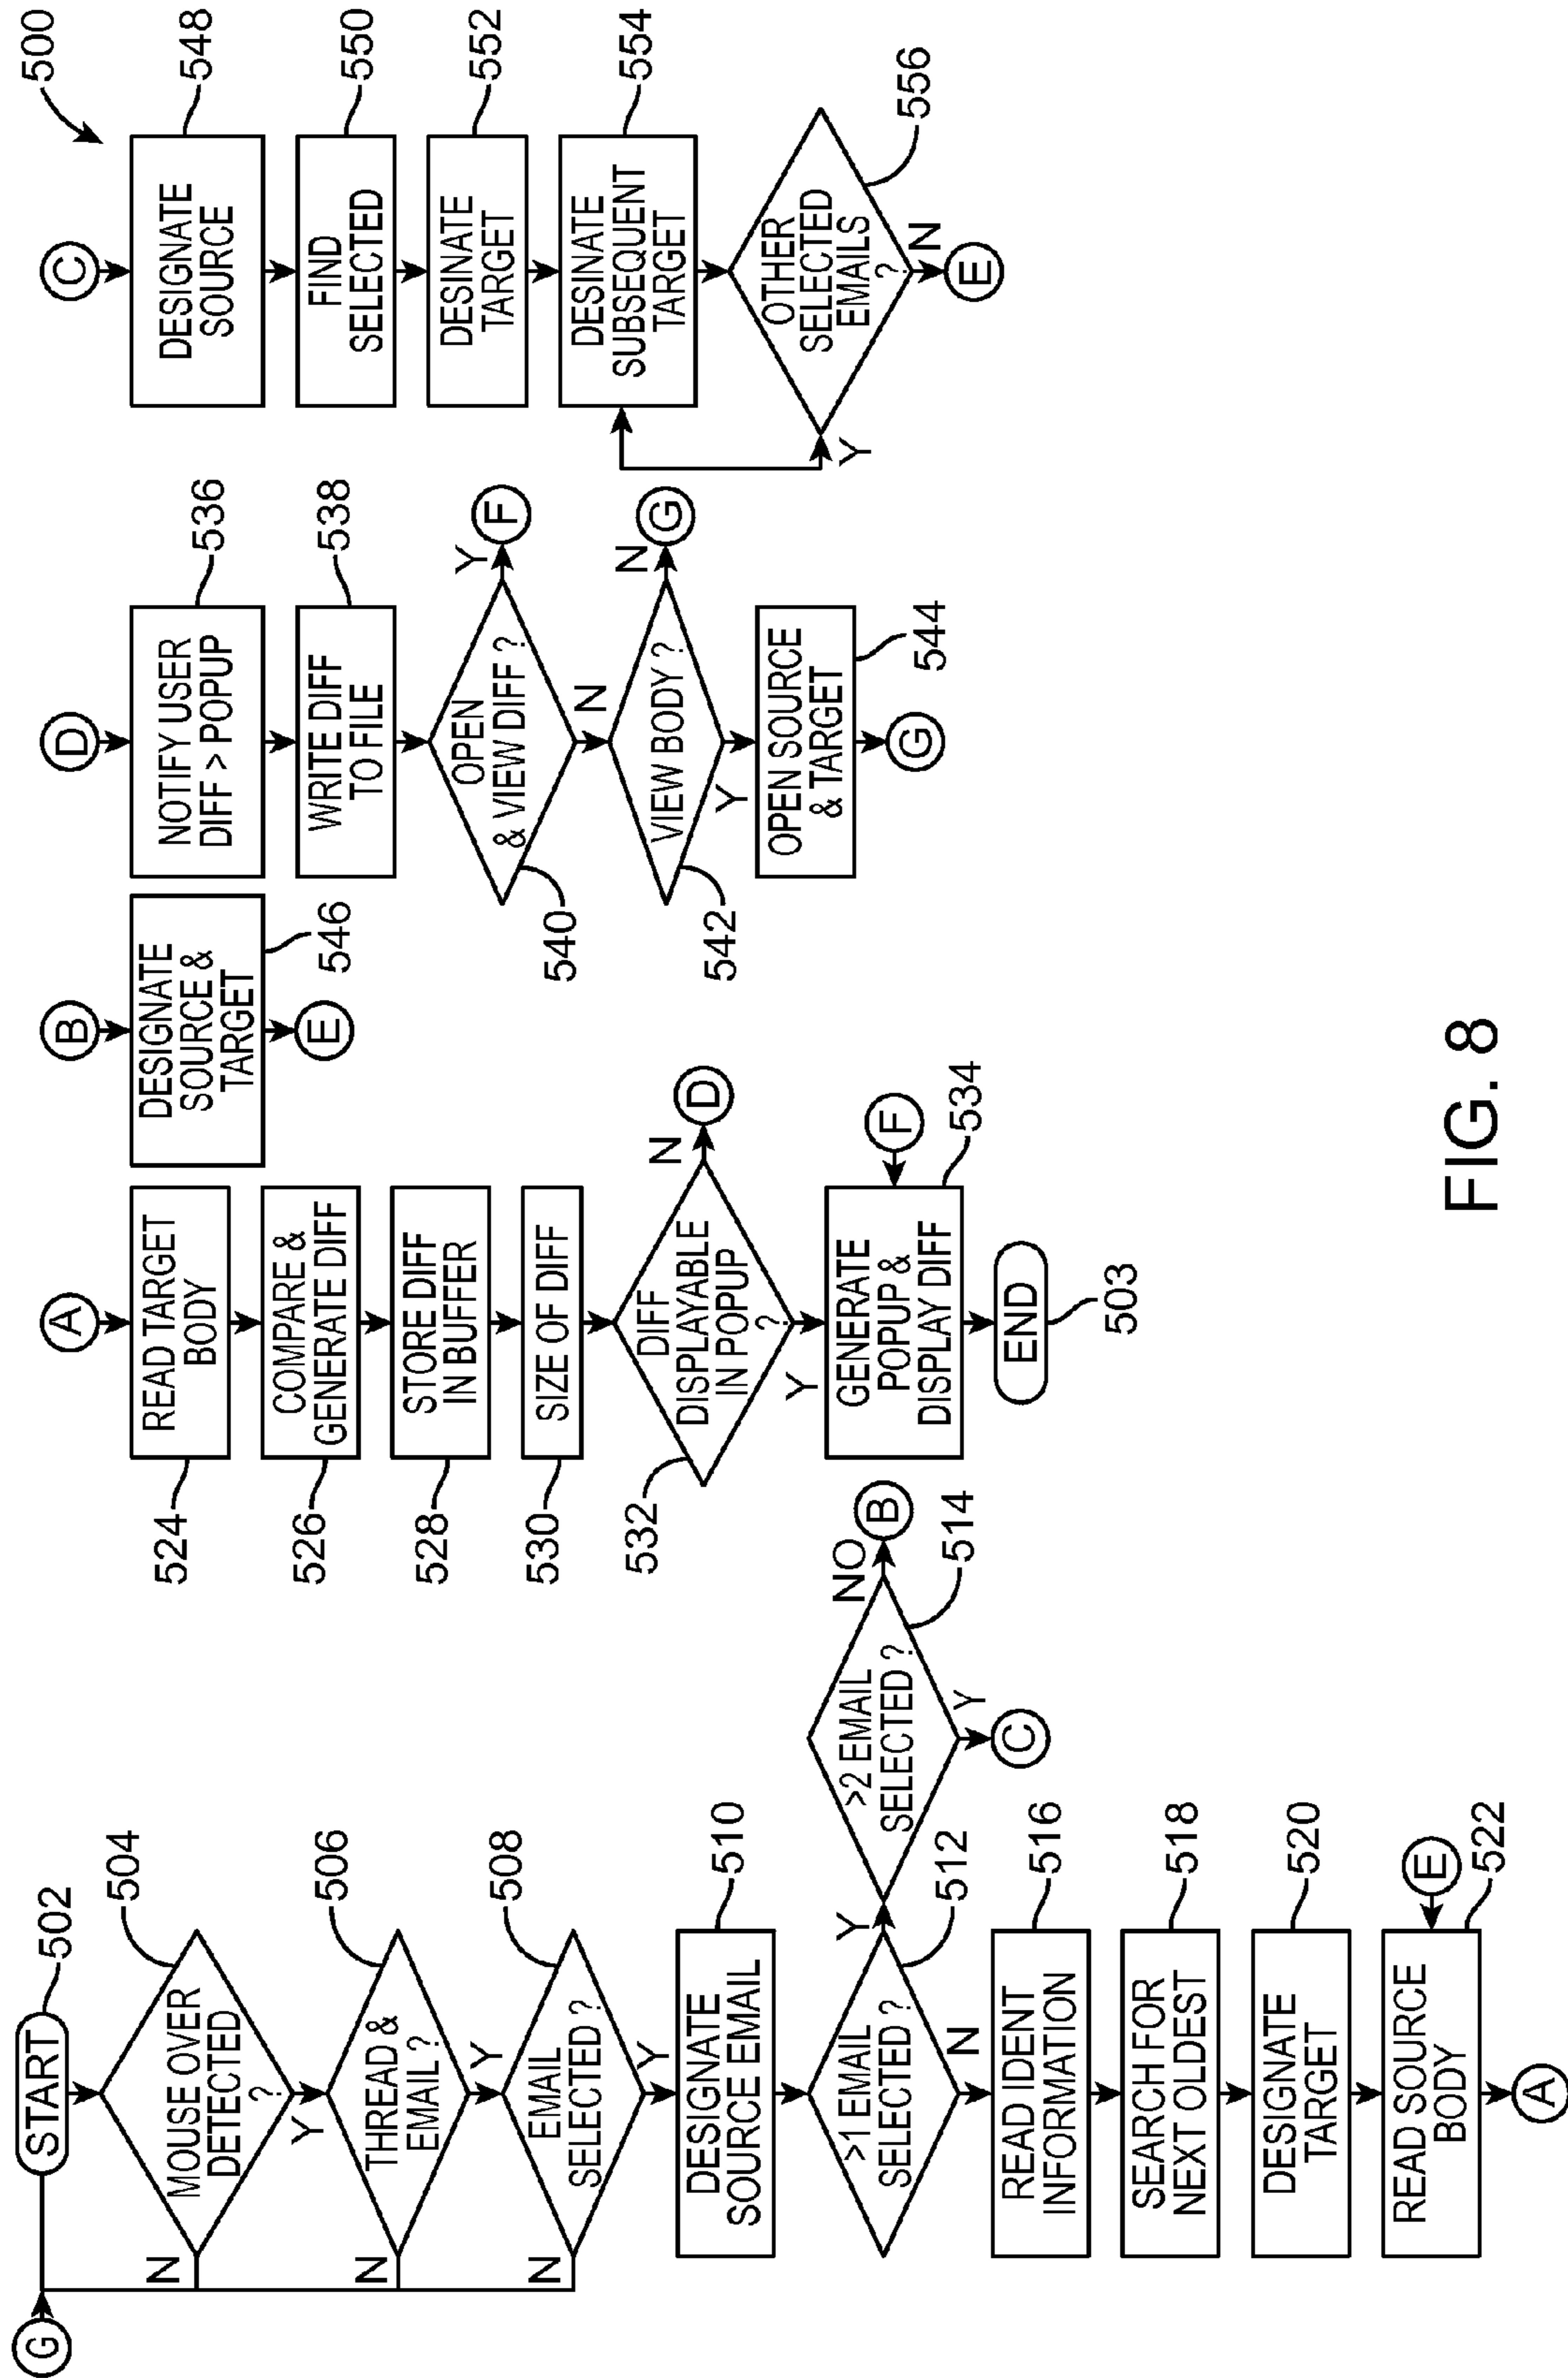 500
G
START
502
MOUSE OVER
DETECTED
?
504
N
Y
THREAD &
EMAIL ?
506
N
Y
EMAIL
SELECTED ?
508
N
Y
DESIGNATE
SOURCE EMAIL
510
>1 EMAIL
SELECTED ?
512
Y
N
>2 EMAIL
SELECTED ?
514
NO
B
Y
C
READ IDENT
INFORMATION
516
SEARCH FOR
NEXT OLDEST
518
DESIGNATE
TARGET
520
E
READ SOURCE
BODY
522
A
A
READ TARGET
BODY
524
COMPARE &
GENERATE DIFF
526
STORE DIFF
IN BUFFER
528
SIZE OF DIFF
530
DIFF
DISPLAYABLE
IN POPUP
?
532
N
D
Y
F
GENERATE
POPUP &
DISPLAY DIFF
534
END
503
B
DESIGNATE
SOURCE &
TARGET
546
E
D
NOTIFY USER
DIFF > POPUP
536
WRITE DIFF
TO FILE
538
OPEN
& VIEW DIFF ?
540
Y
F
N
VIEW BODY ?
542
N
G
Y
OPEN SOURCE
& TARGET
544
G
C
DESIGNATE
SOURCE
548
FIND
SELECTED
550
DESINATE
TARGET
552
DESINATE
SUBSEQUENT
TARGET
554
OTHER
SELECTED
EMAILS
?
556
Y
N
E
FIG. 8